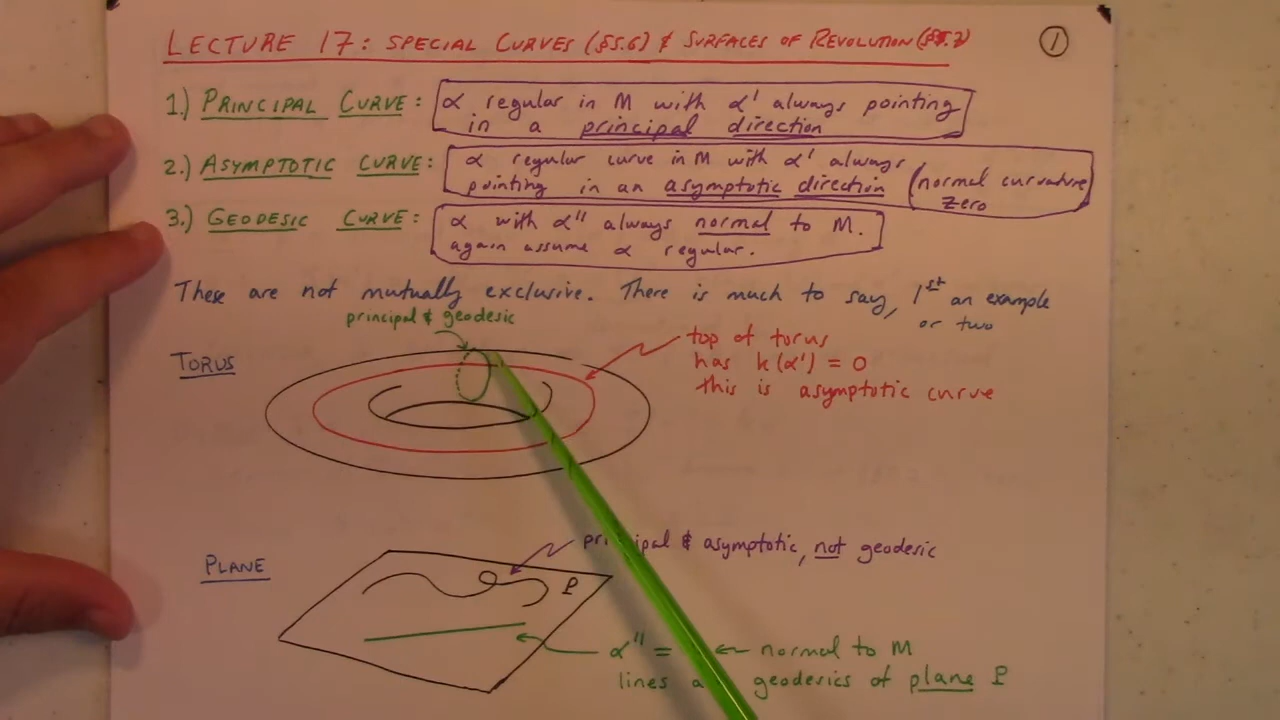 LECTURE 17: SPECIAL CURVES (§5.6) & SURFACES OF REVOLUTION
1
1.) PRINCIPAL CURVE: α regular in M with α' always pointing
in a principal direction
2.) ASYMPTOTIC CURVE: α regular curve in M with α' always
pointing in an asymptotic direction (normal curvature
zero)
3.) GEODESIC CURVE: α with α'' always normal to M.
again assume α regular.
These are not mutually exclusive. There is much to say, 1st an example
or two
principal & geodesic
TORUS
top of torus
has k(α') = 0
this is asymptotic curve
PLANE
principal & asymptotic, not geodesic
P
α'' = ← normal to M
lines geodesics of plane P